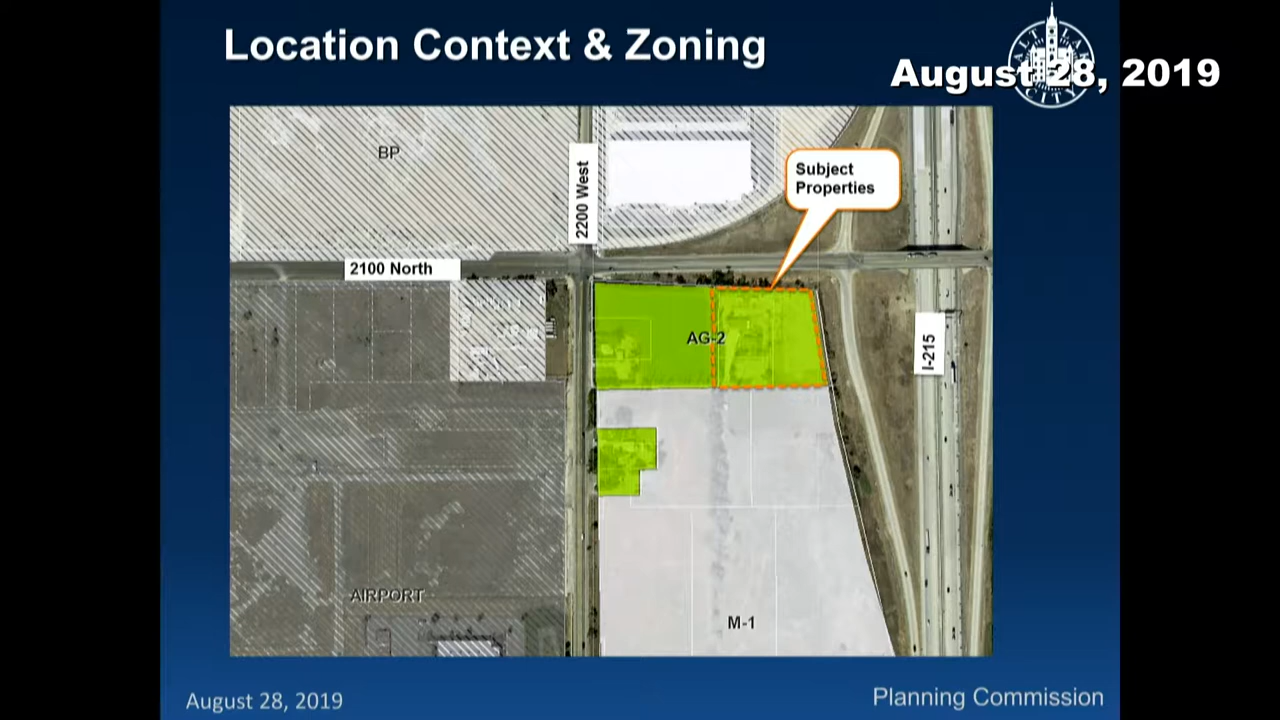 Location Context & Zoning
August 28, 2019
CITY
BP
2200 West
Subject
Properties
2100 North
AG-2
I-215
AIRPORT
M-1
August 28, 2019
Planning Commission